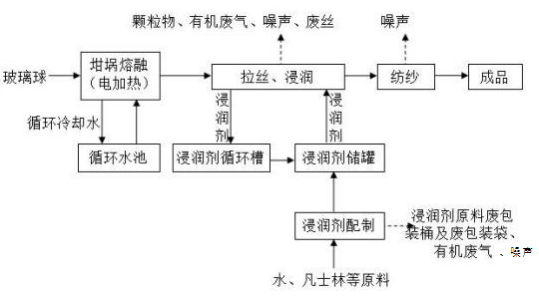 颗粒物、有机废气、噪声、废丝
噪声
玻璃球
坩埚熔融
（电加热）
拉丝、浸润
纺纱
成品
循环冷却水
浸润剂
浸润剂
循环水池
浸润剂循环槽
浸润剂储罐
浸润剂配制
浸润剂原料废包
装桶及废包装袋、
有机废气、噪声
水、凡士林等原料